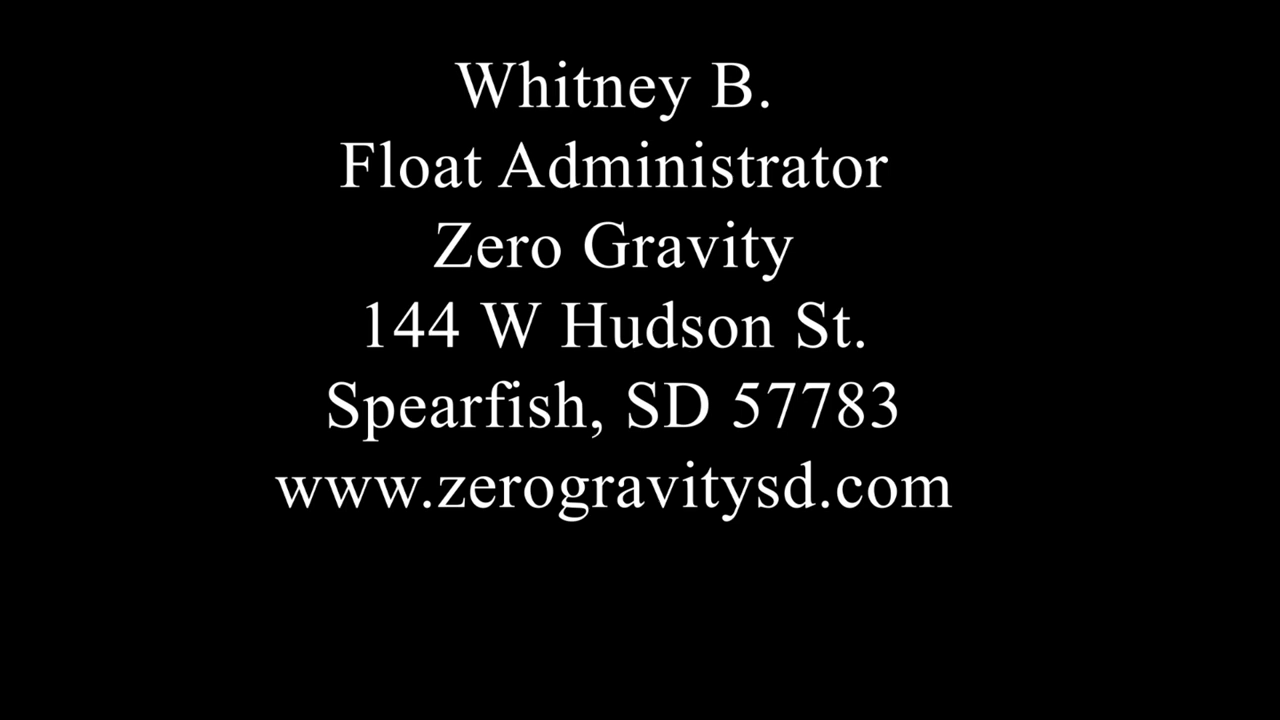 Whitney B.
Float Administrator
Zero Gravity
144 W Hudson St.
Spearfish, SD 57783
www.zerogravitysd.com